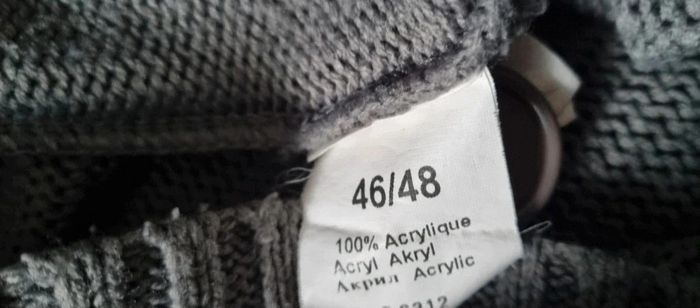 46/48
100% Acrylique
Acryl Akryl
Акрил Acrylic